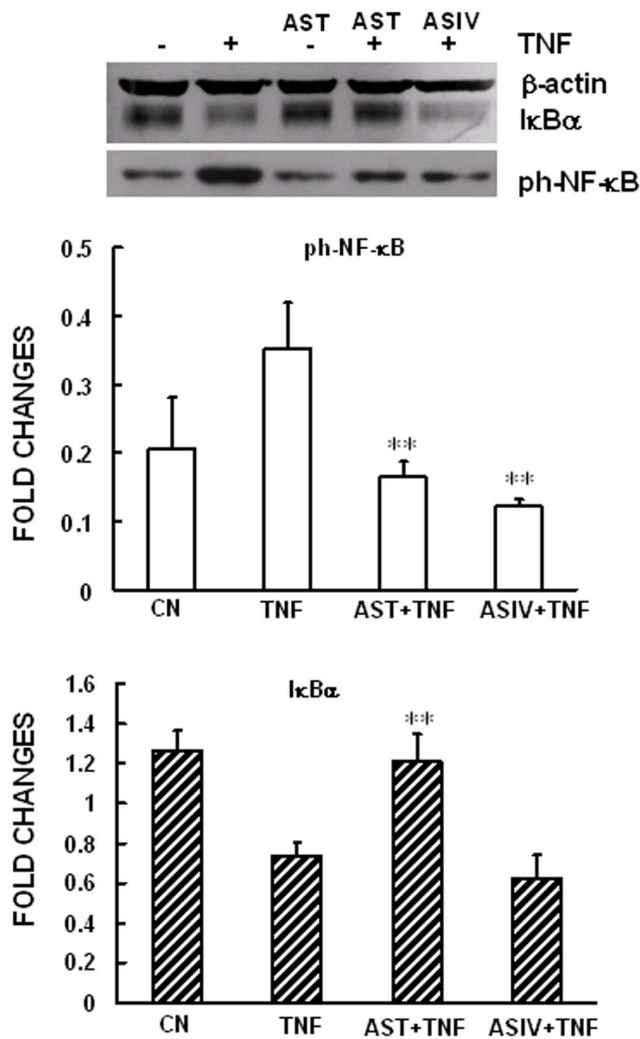 AST AST ASIV
- + - + + TNF
β-actin
IκBα
ph-NF-κB
ph-NF-κB
FOLD CHANGES
0.5
0.4
0.3
0.2
0.1
0
**
**
CN TNF AST+TNF ASIV+TNF
IκBα
FOLD CHANGES
1.6
1.4
1.2
1
0.8
0.6
0.4
0.2
0
**
CN TNF AST+TNF ASIV+TNF